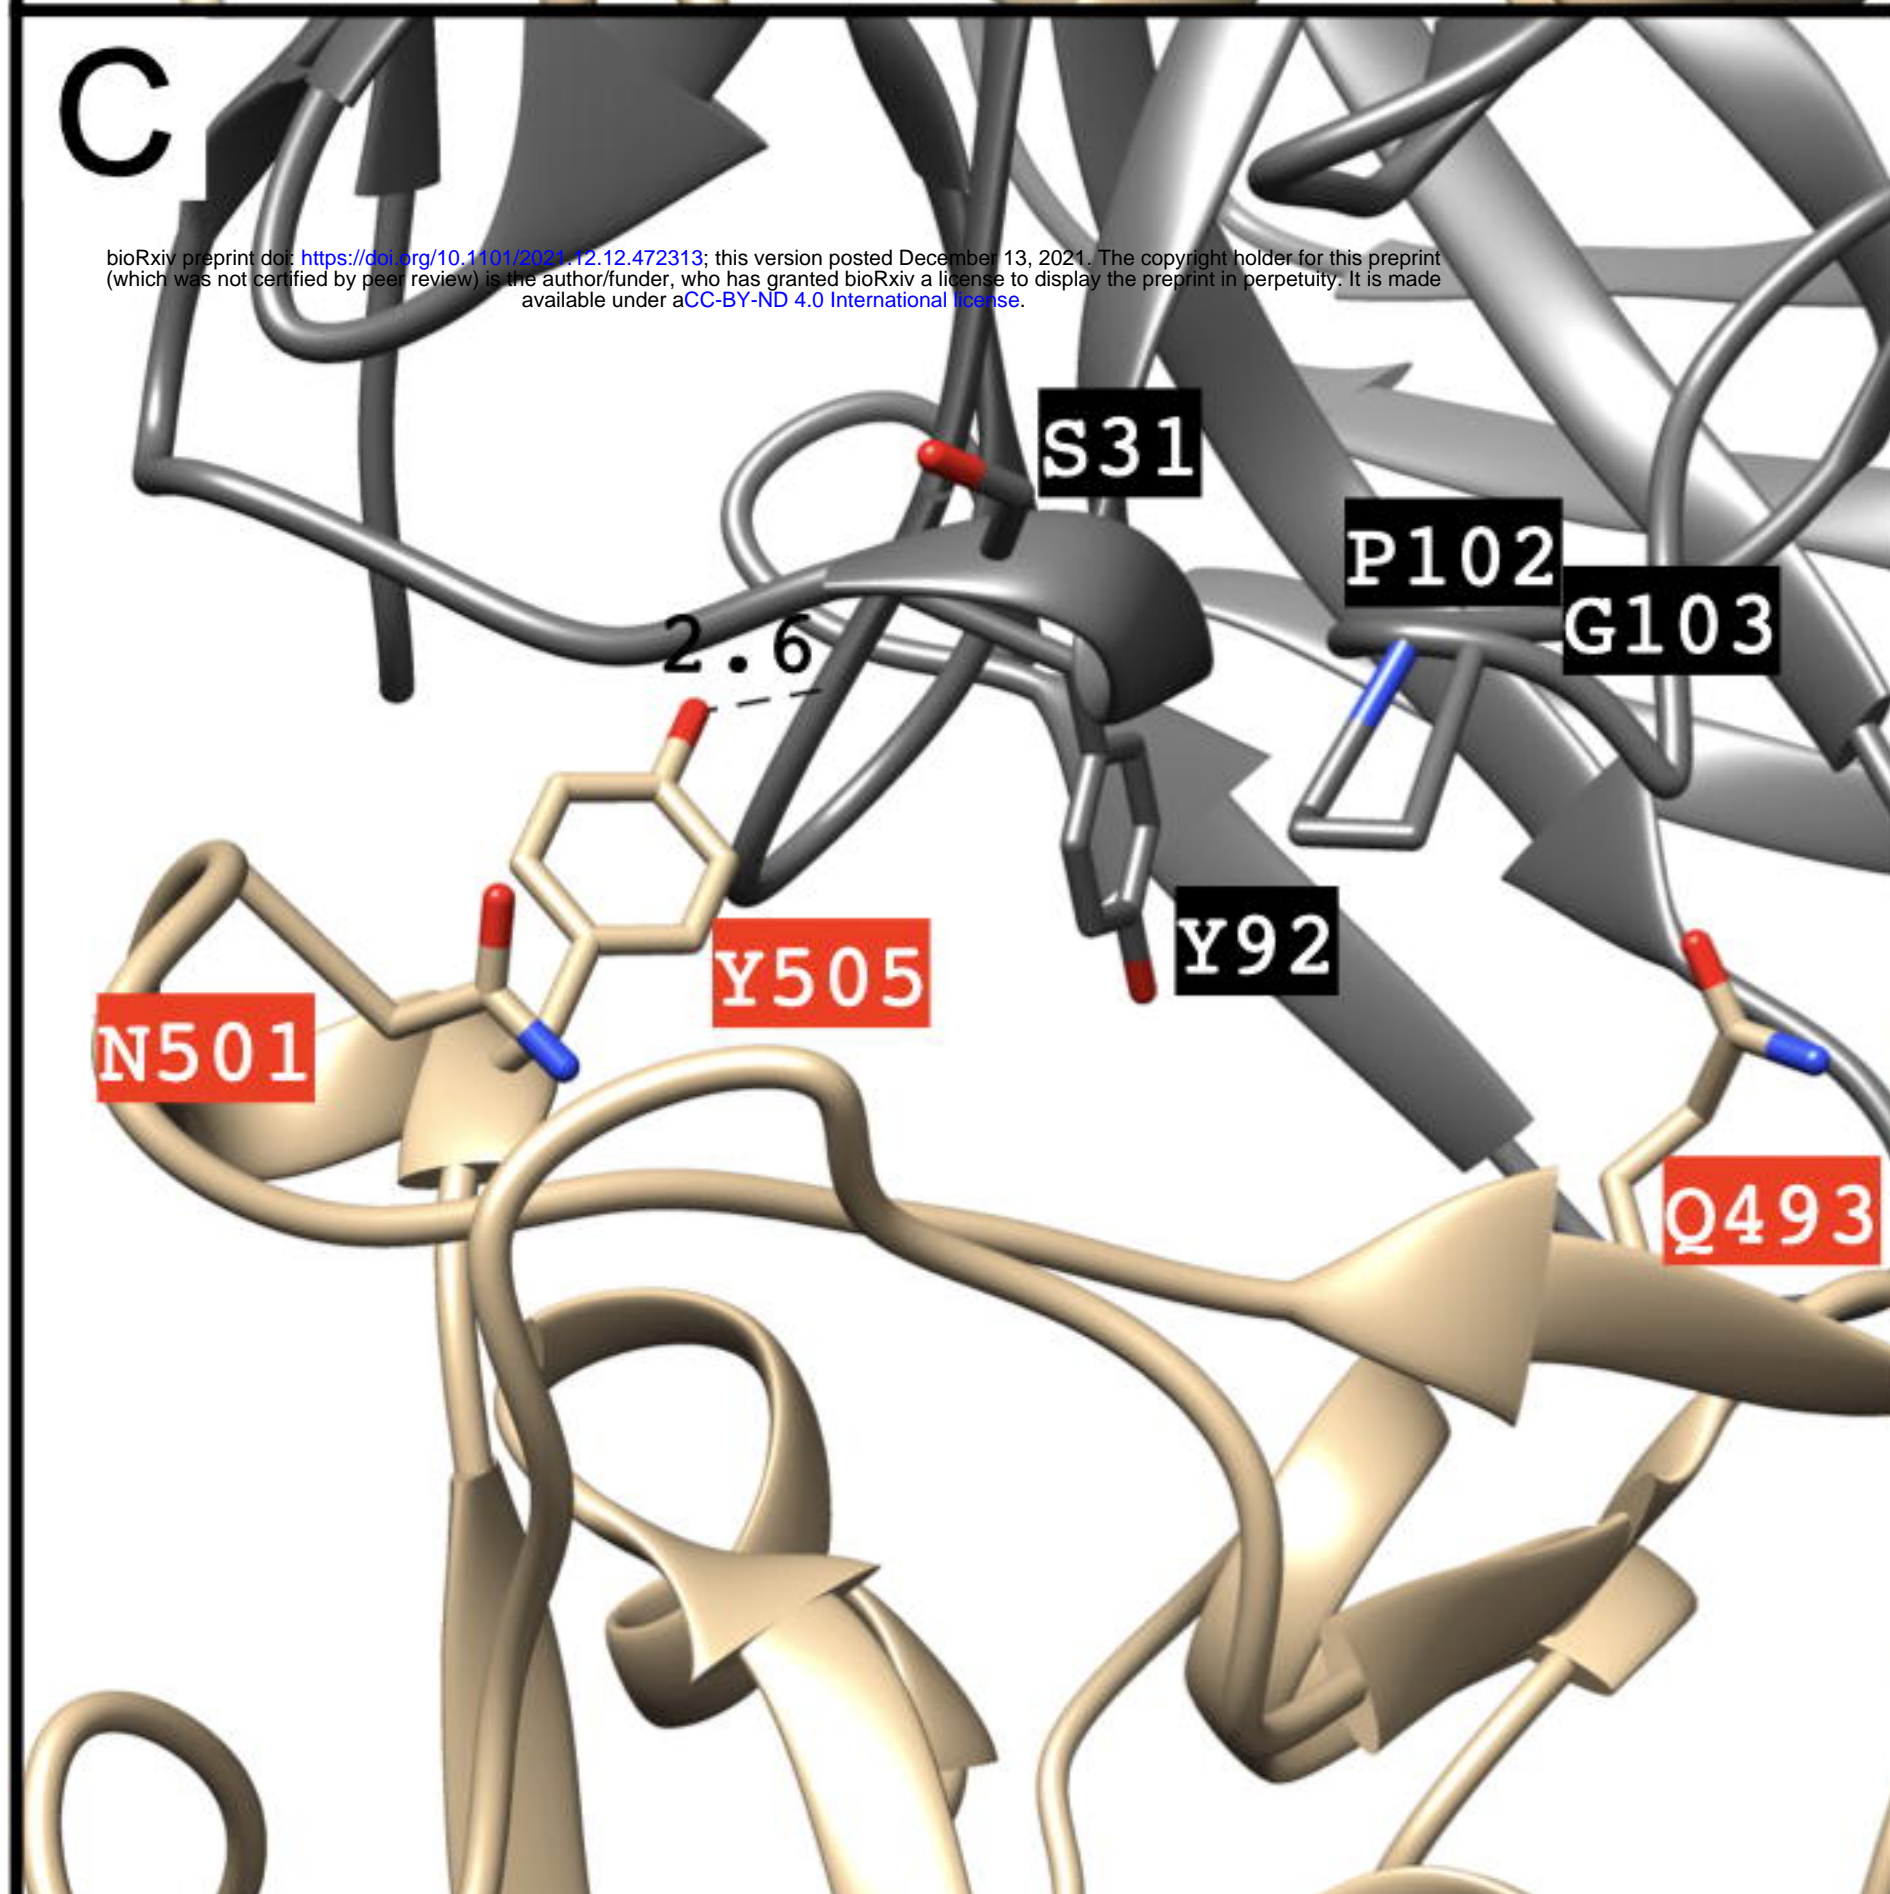 C
bioRxiv preprint doi: https://doi.org/10.1101/2021.12.12.472313; this version posted December 13, 2021. The copyright holder for this preprint
(which was not certified by peer review) is the author/funder, who has granted bioRxiv a license to display the preprint in perpetuity. It is made
available under aCC-BY-ND 4.0 International license.
S31
P102
G103
2.6
Y92
Y505
N501
Q493